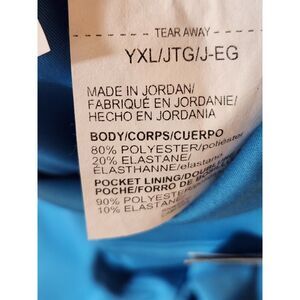 TEAR AWAY
YXL/JTG/J-EG
MADE IN JORDAN/
FABRIQUÉ EN JORDANIE/
HECHO EN JORDANIA
BODY/CORPS/CUERPO
80% POLYESTER/poliéster
20% ELASTANE/
ÉLASTHANNE/elastano
POCKET LINING/DOUBLURE
POCHE/FORRO DE
90% POLYESTER
10% ELASTANE